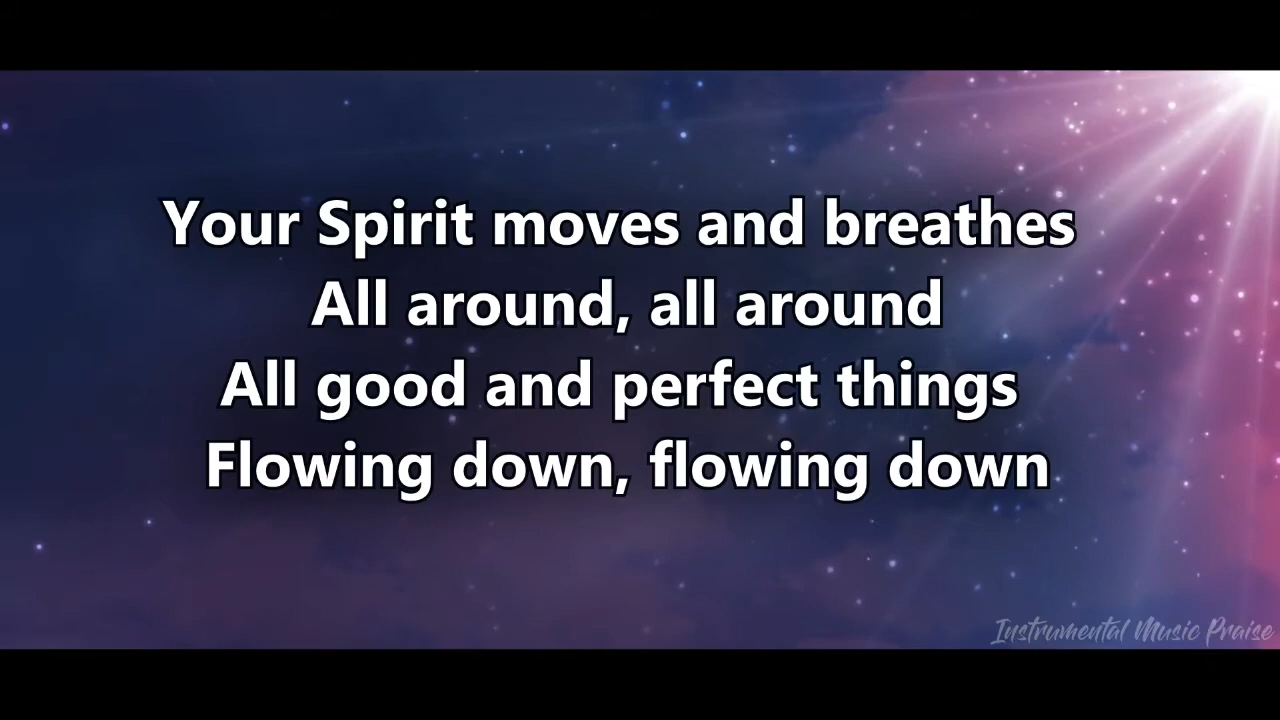 Your Spirit moves and breathes
All around, all around
All good and perfect things
Flowing down, flowing down
Instrumental Music Praise